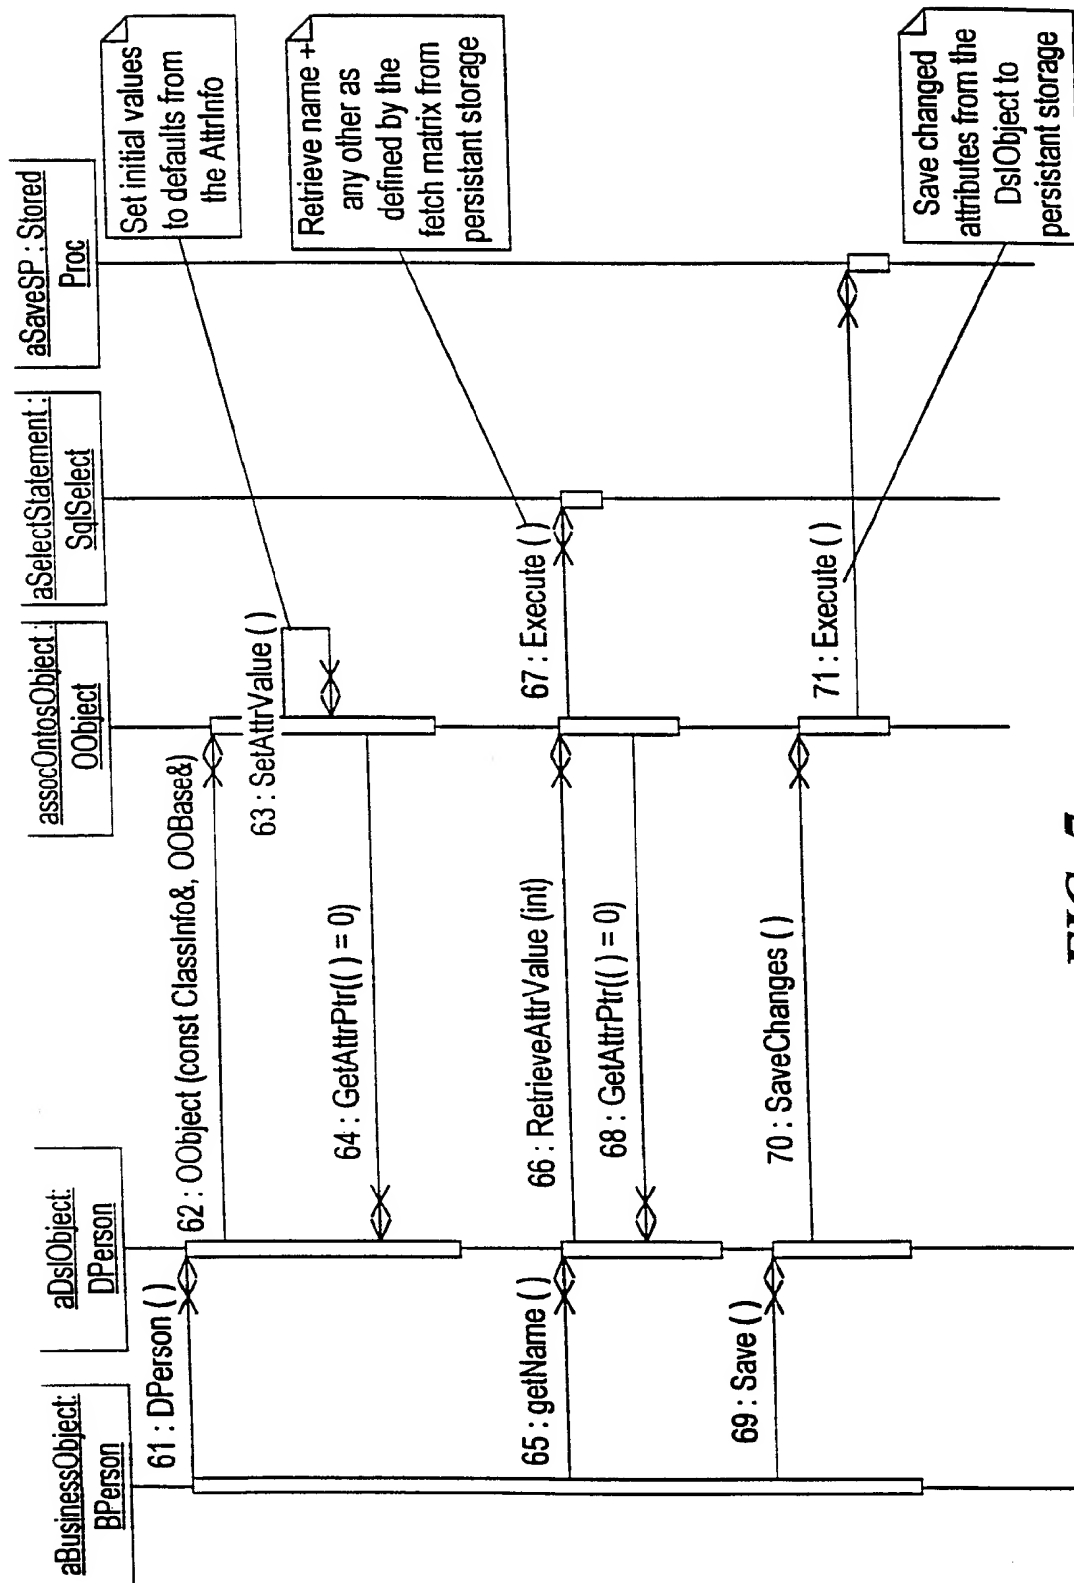 aBusinessObject:
BPerson
aDslObject:
DPerson
assocOntosObject:
OObject
aSelectStatement:
SqlSelect
aSaveSP : Stored
Proc
61 : DPerson ( )
62 : OObject (const ClassInfo&, OOBase&)
63 : SetAttrValue ( )
Set initial values
to defaults from
the AttrInfo
64 : GetAttrPtr(( ) = 0)
65 : getName ( )
66 : RetrieveAttrValue (int)
67 : Execute ( )
Retrieve name +
any other as
defined by the
fetch matrix from
persistant storage
68 : GetAttrPtr(( ) = 0)
69 : Save ( )
70 : SaveChanges ( )
71 : Execute ( )
Save changed
attributes from the
DslObject to
persistant storage